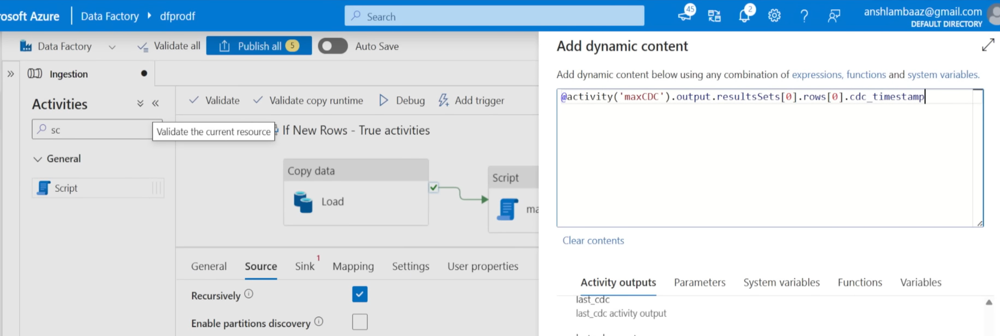 rosoft Azure Data Factory dfprodf Search 45 2 anshlambaaz@gmail.com
DEFAULT DIRECTORY
Data Factory Validate all Publish all 5 Auto Save
Ingestion
Activities
sc
General
Script
Validate Validate copy runtime Debug Add trigger
Validate the current resource
If New Rows - True activities
Copy data
Load
Script
ma
General Source Sink 1 Mapping Settings User properties
Recursively
Enable partitions discovery
Add dynamic content
Add dynamic content below using any combination of expressions, functions and system variables.
@activity('maxCDC').output.resultsSets[0].rows[0].cdc_timestamp
Clear contents
Activity outputs Parameters System variables Functions Variables
last_cdc
last_cdc activity output